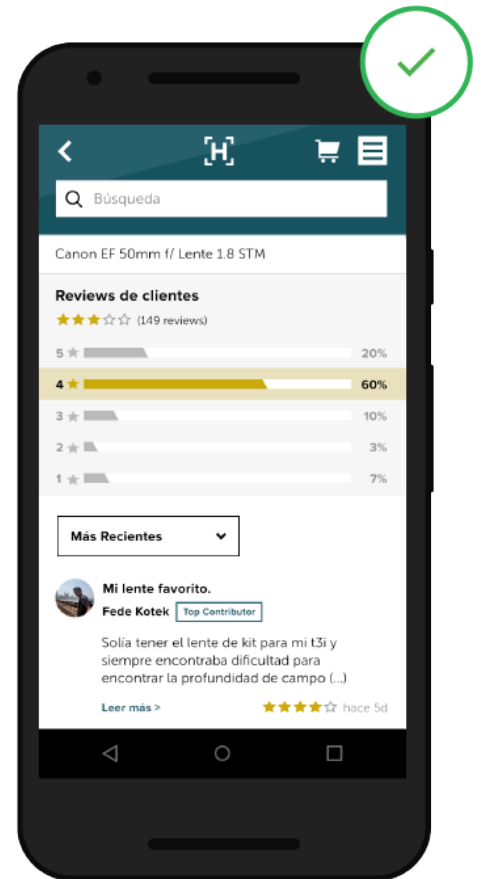 [H]
Búsqueda
Canon EF 50mm f/ Lente 1.8 STM
Reviews de clientes
(149 reviews)
5 20%
4 60%
3 10%
2 3%
1 7%
Más Recientes
Mi lente favorito.
Fede Kotek Top Contributor
Solía tener el lente de kit para mi t3i y
siempre encontraba dificultad para
encontrar la profundidad de campo (...)
Leer más > hace 5d